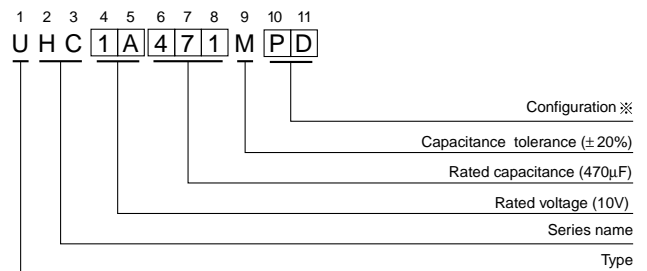 1 2 3 4 5 6 7 8 9 10 11
U H C 1 A 4 7 1 M P D
Configuration ※
Capacitance tolerance (±20%)
Rated capacitance (470µF)
Rated voltage (10V)
Series name
Type